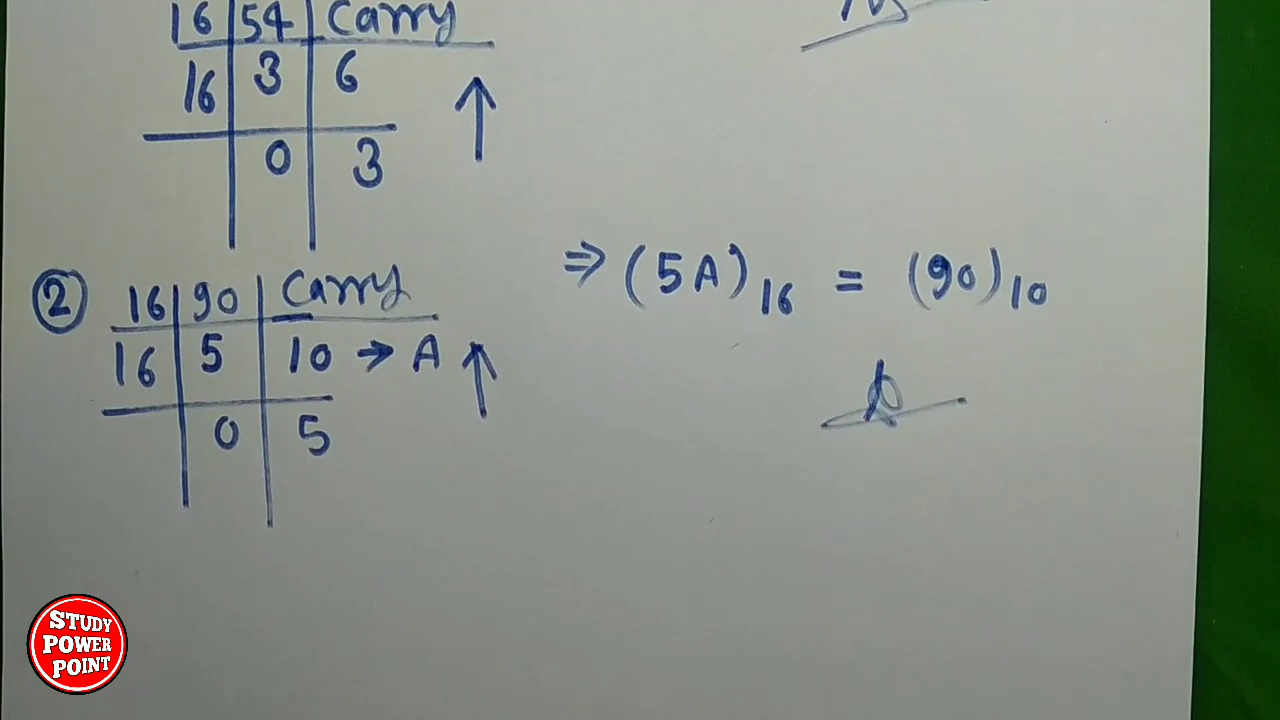 16 54 Carry
16 3 6
0 3
② 16 90 Carry
16 5 10 → A
0 5
⇒ (5A)₁₆ = (90)₁₀
STUDY
POWER
POINT